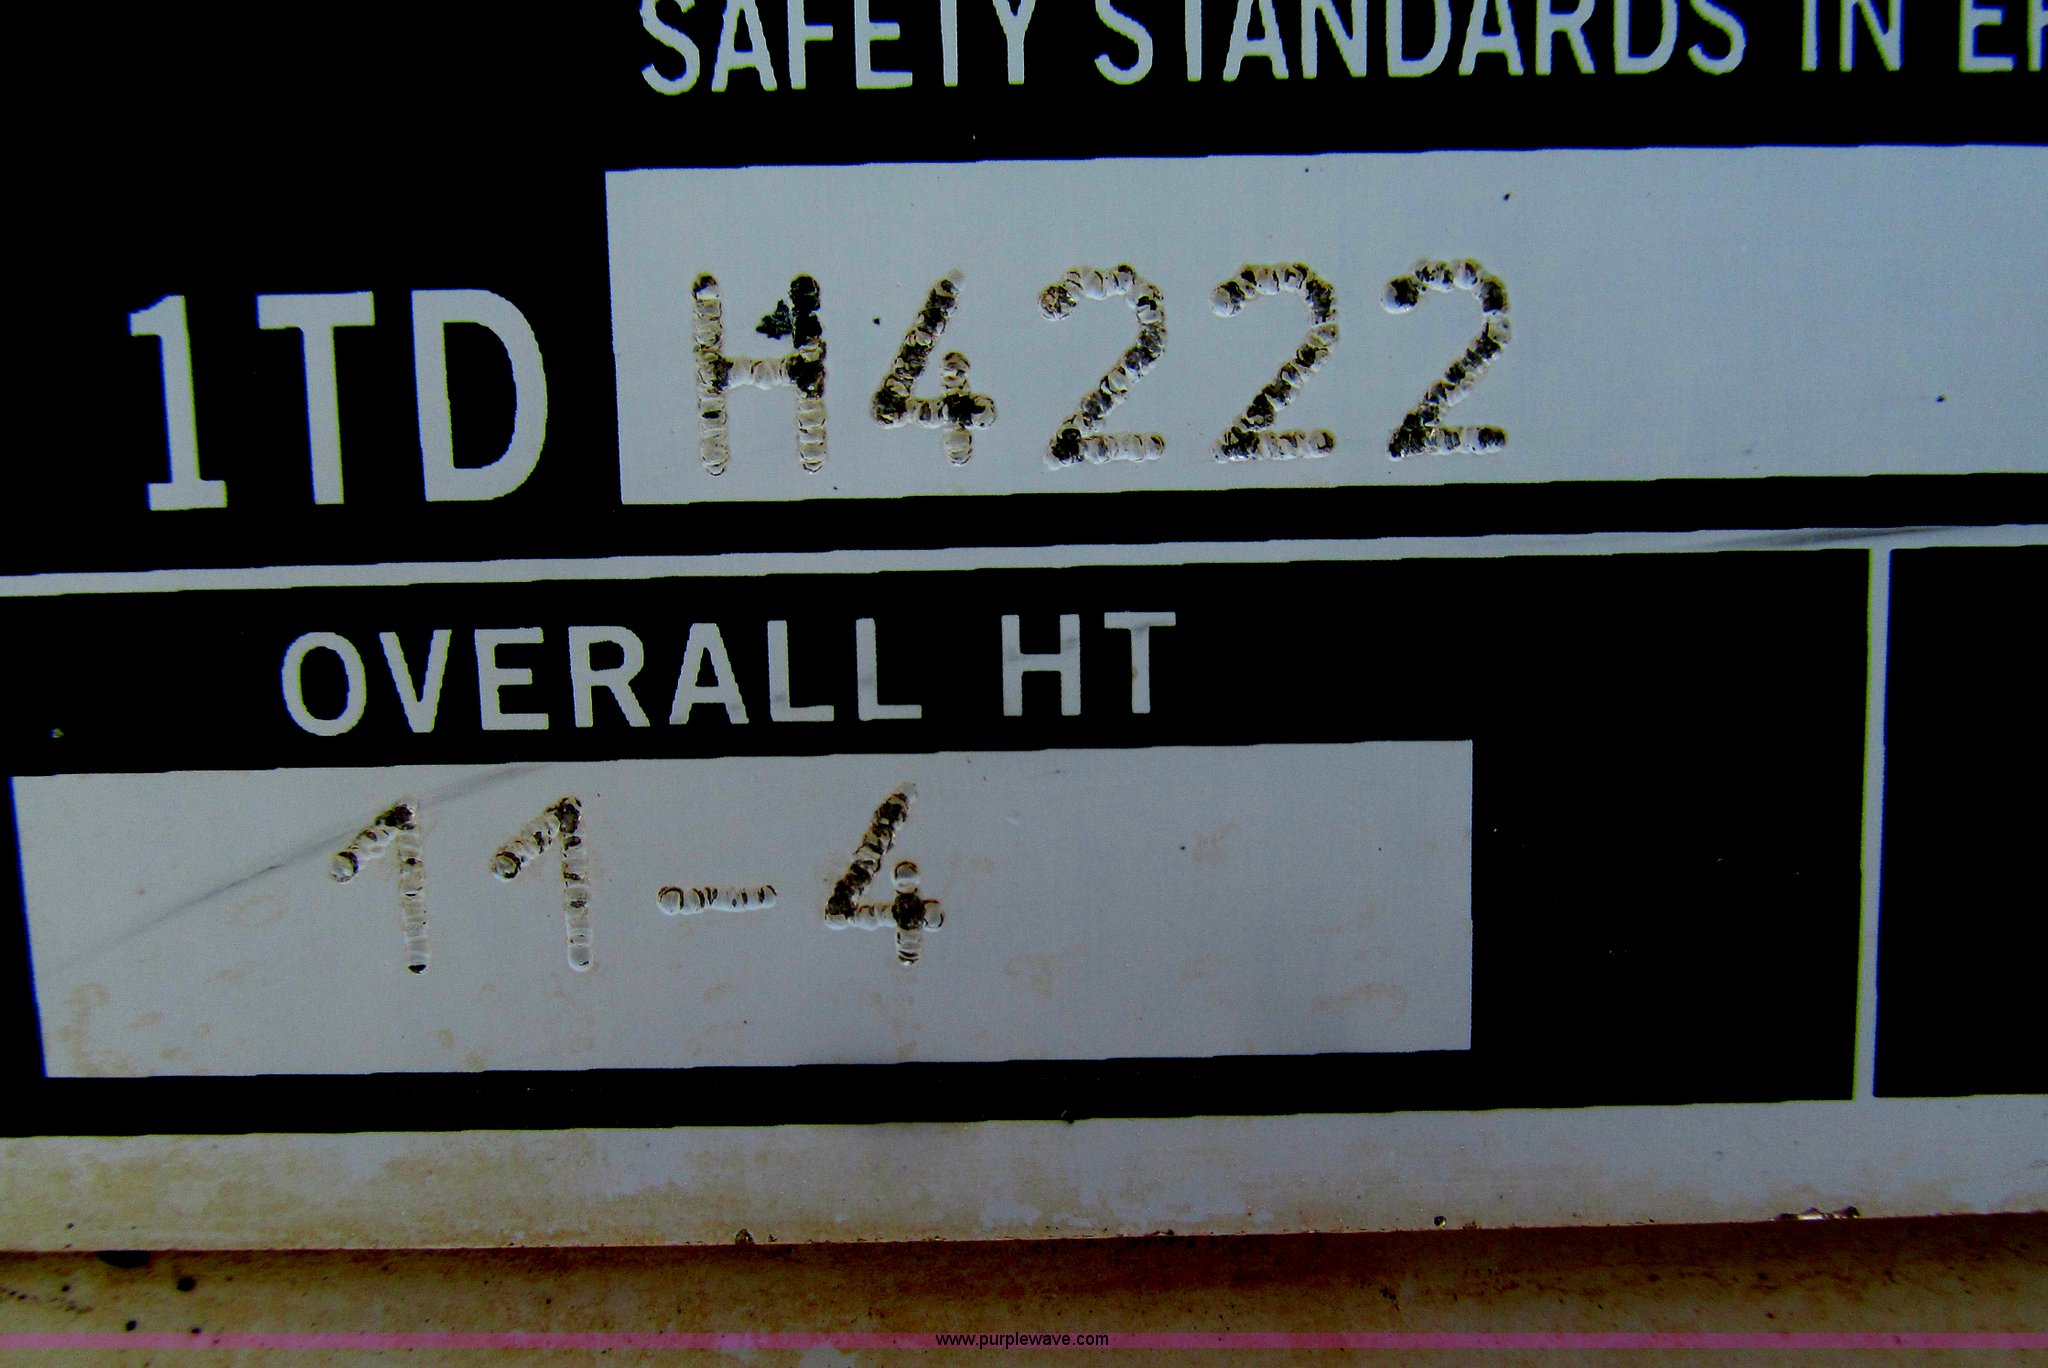 SAFETY STANDARDS IN
1TD H4222
OVERALL HT
11-4
www.purplewave.com